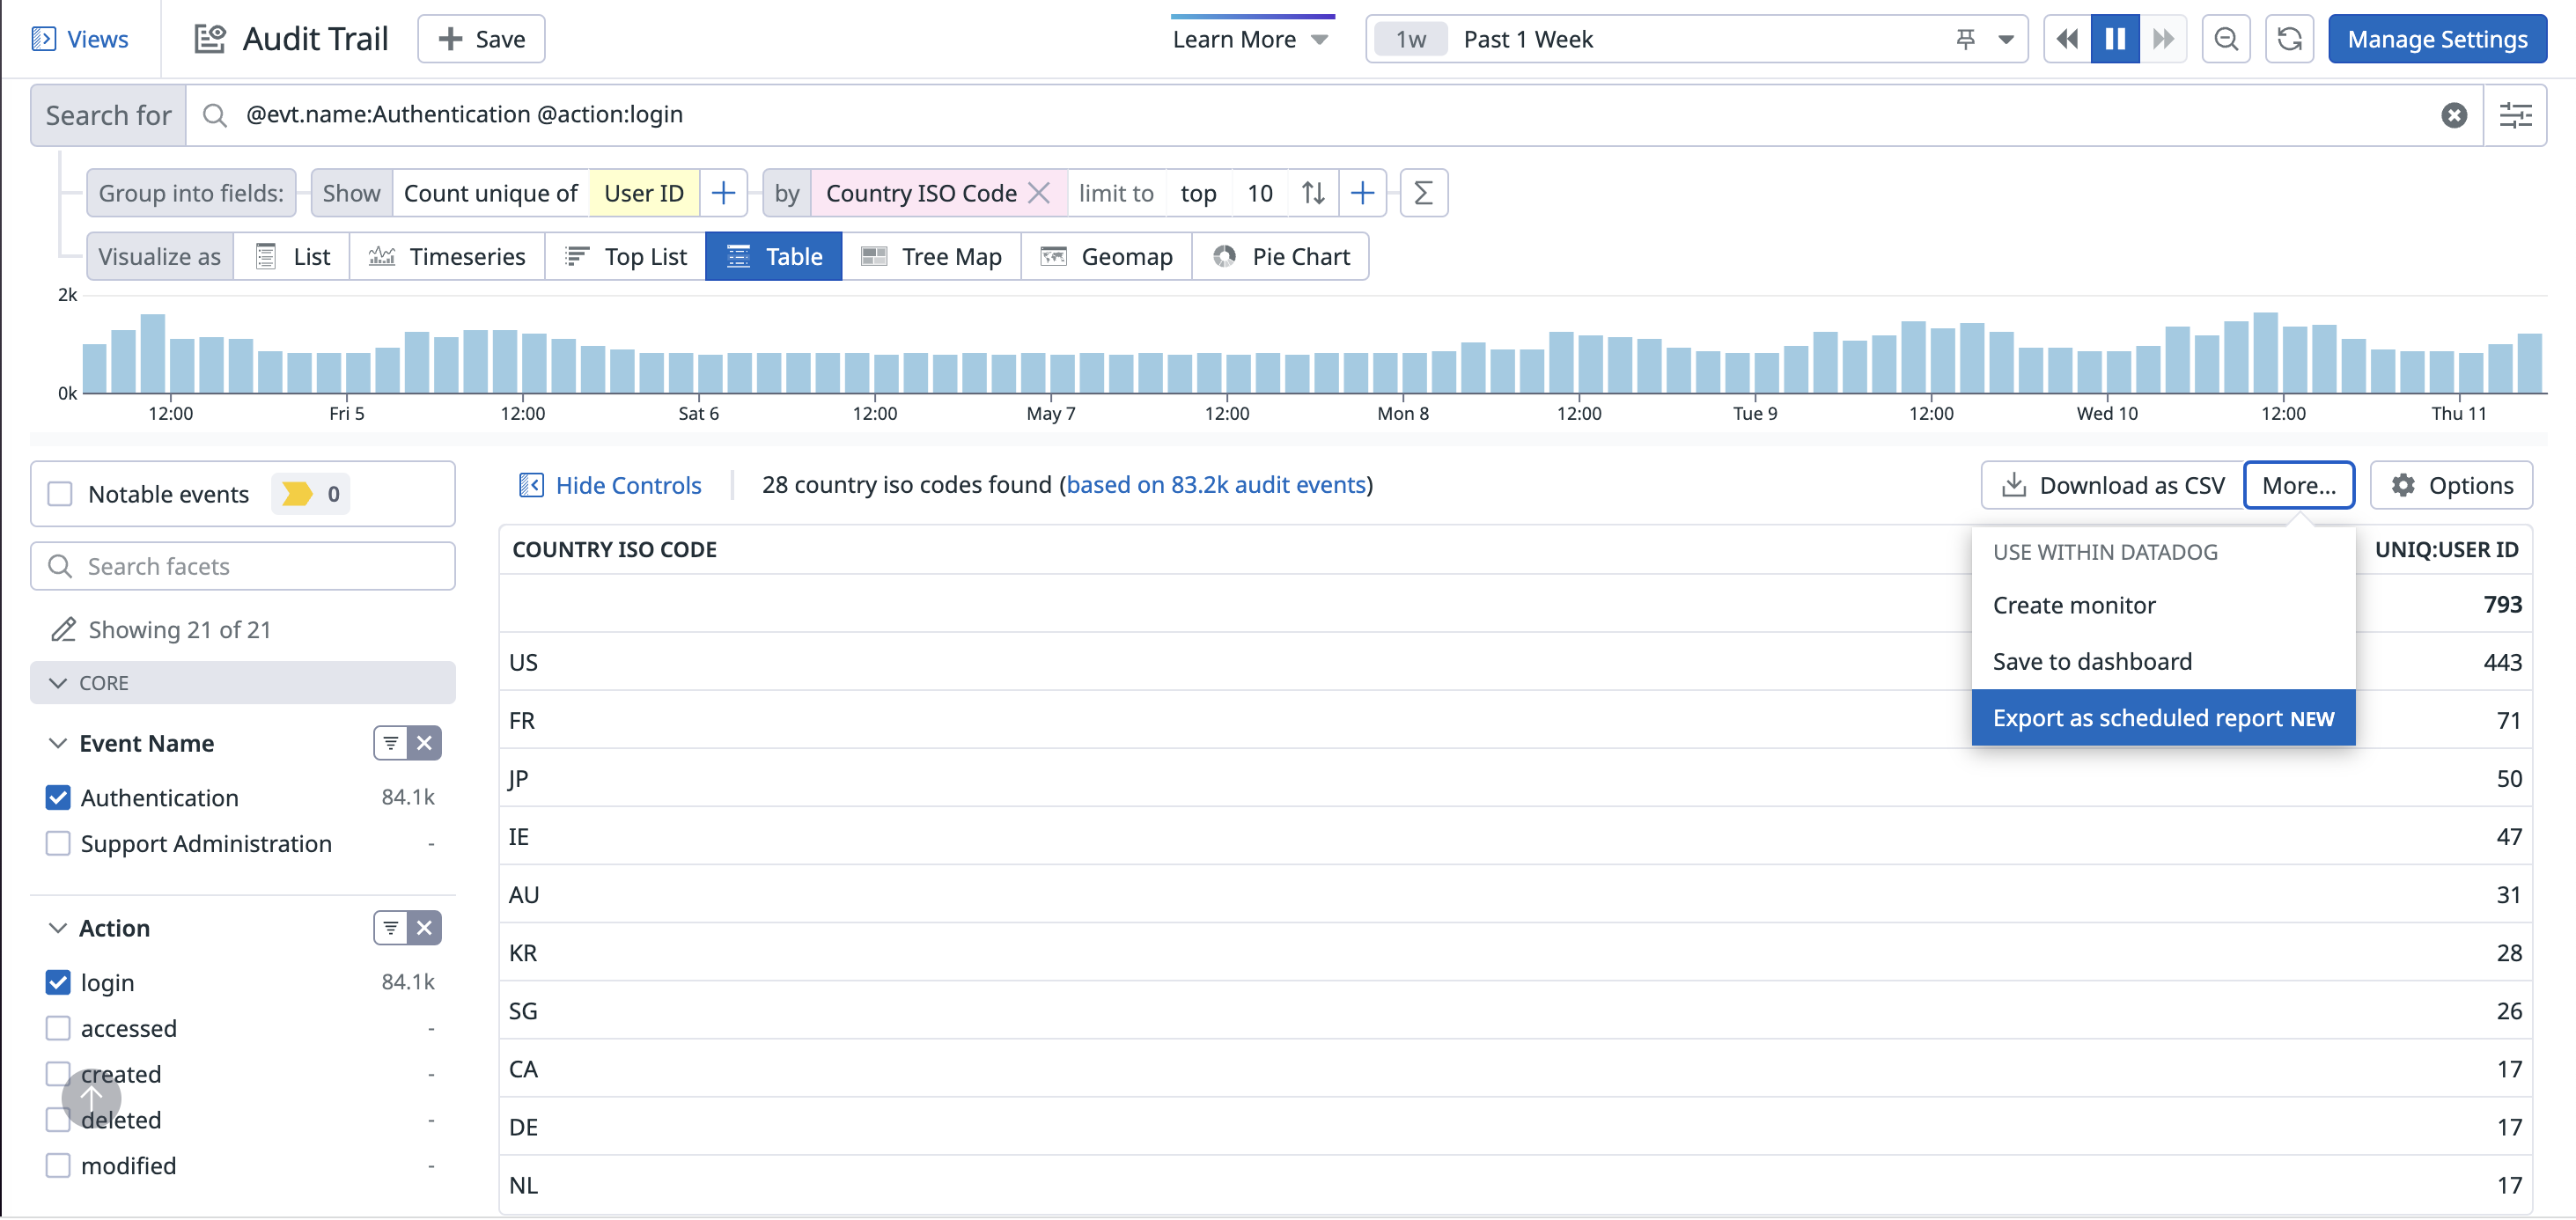 Views
Audit Trail
Save
Learn More
1w Past 1 Week
Manage Settings
Search for @evt.name:Authentication @action:login
Group into fields: Show Count unique of User ID by Country ISO Code limit to top 10 Σ
Visualize as List Timeseries Top List Table Tree Map Geomap Pie Chart
2k
0k
12:00 Fri 5 12:00 Sat 6 12:00 May 7 12:00 Mon 8 12:00 Tue 9 12:00 Wed 10 12:00 Thu 11
Notable events 0
Search facets
Showing 21 of 21
CORE
Event Name
Authentication 84.1k
Support Administration -
Action
login 84.1k
accessed -
created -
deleted -
modified -
Hide Controls
28 country iso codes found (based on 83.2k audit events)
Download as CSV More... Options
COUNTRY ISO CODE UNIQ:USER ID
793
US 443
FR 71
JP 50
IE 47
AU 31
KR 28
SG 26
CA 17
DE 17
NL 17
USE WITHIN DATADOG
Create monitor
Save to dashboard
Export as scheduled report NEW